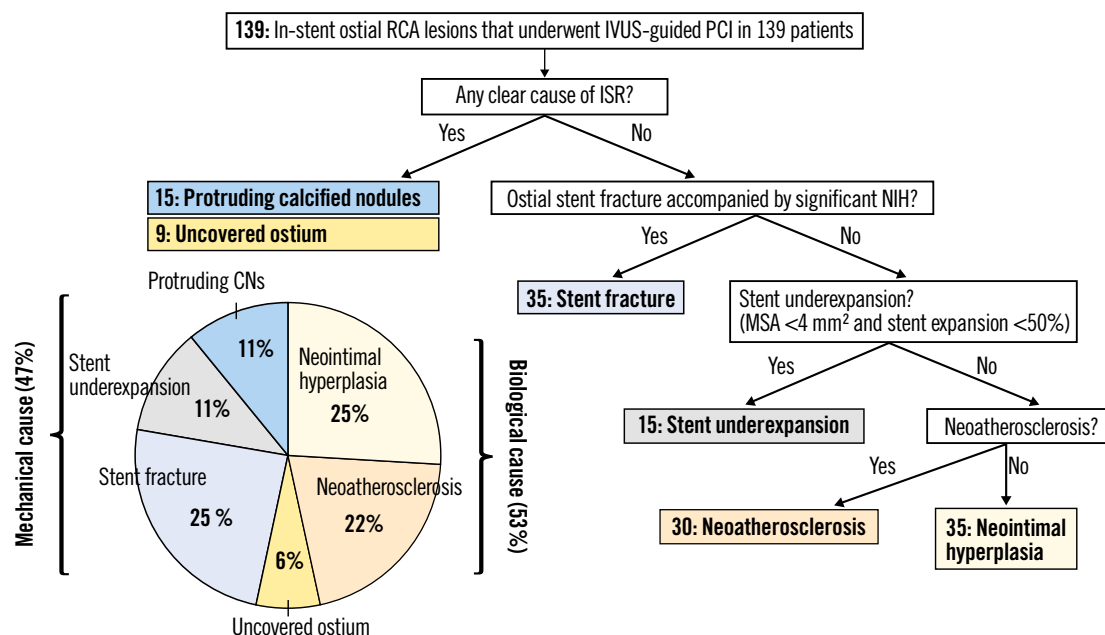 139: In-stent ostial RCA lesions that underwent IVUS-guided PCI in 139 patients
Any clear cause of ISR?
Yes
No
15: Protruding calcified nodules
9: Uncovered ostium
Ostial stent fracture accompanied by significant NIH?
Yes
No
35: Stent fracture
Stent underexpansion?
(MSA <4 mm² and stent expansion <50%)
Yes
No
15: Stent underexpansion
Neoatherosclerosis?
Yes
No
30: Neoatherosclerosis
35: Neointimal
hyperplasia
Mechanical cause (47%)
Protruding CNs
11%
Stent
underexpansion
11%
Stent fracture
25 %
Neointimal
hyperplasia
25%
Neoatherosclerosis
22%
6%
Uncovered ostium
Biological cause (53%)